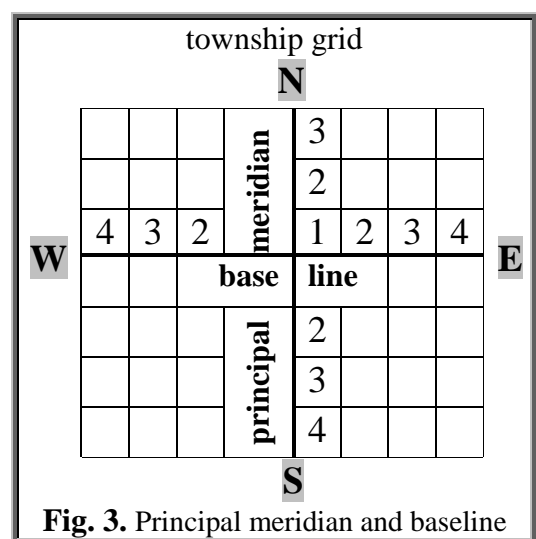 township grid
N
3
2
meridian
W
4 3 2 1 2 3 4
E
base line
principal
2
3
4
S
Fig. 3. Principal meridian and baseline